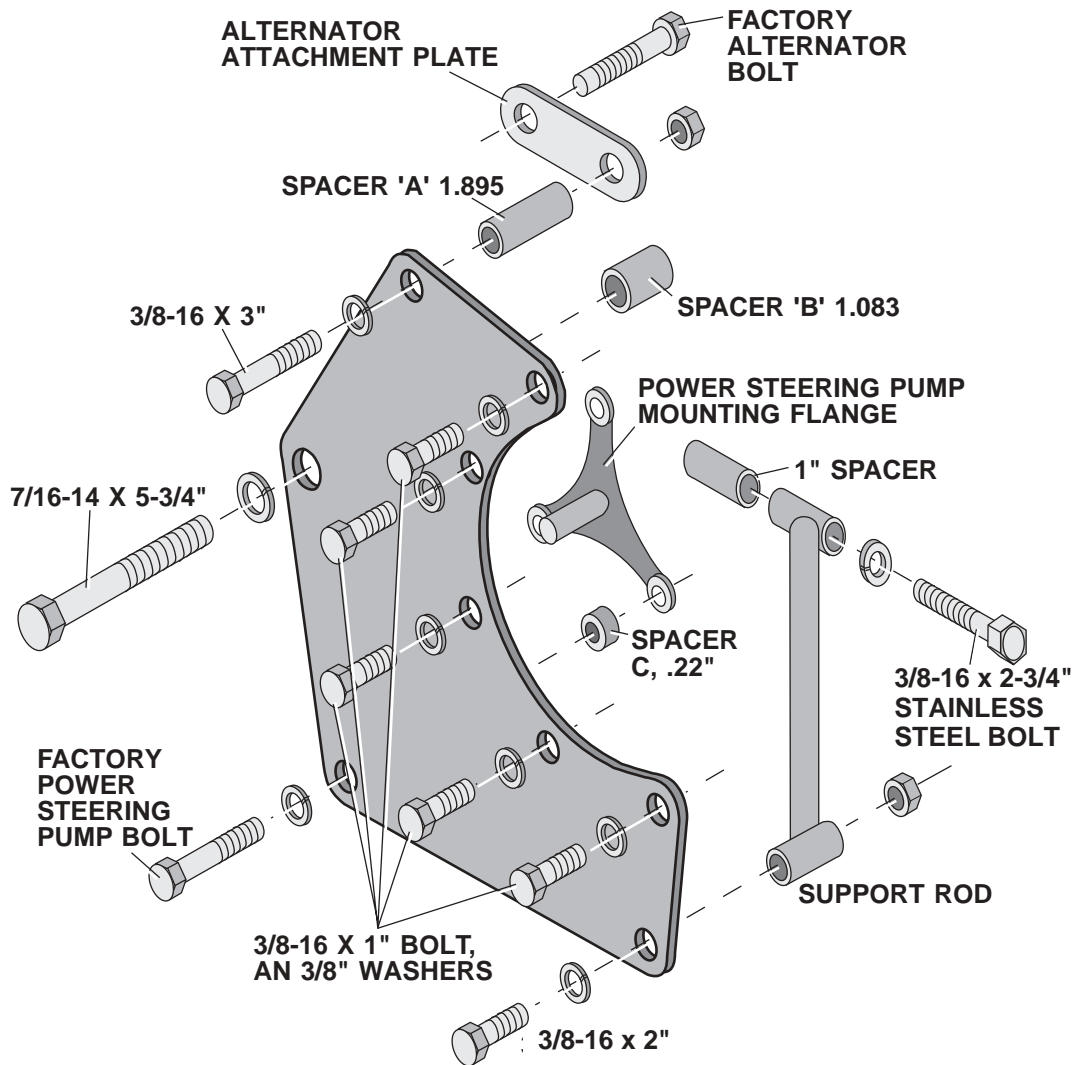 ALTERNATOR
ATTACHMENT PLATE
FACTORY
ALTERNATOR
BOLT
SPACER 'A' 1.895
3/8-16 X 3"
SPACER 'B' 1.083
POWER STEERING PUMP
MOUNTING FLANGE
1" SPACER
7/16-14 X 5-3/4"
SPACER
C, .22"
3/8-16 x 2-3/4"
STAINLESS
STEEL BOLT
FACTORY
POWER
STEERING
PUMP BOLT
SUPPORT ROD
3/8-16 X 1" BOLT,
AN 3/8" WASHERS
3/8-16 x 2"